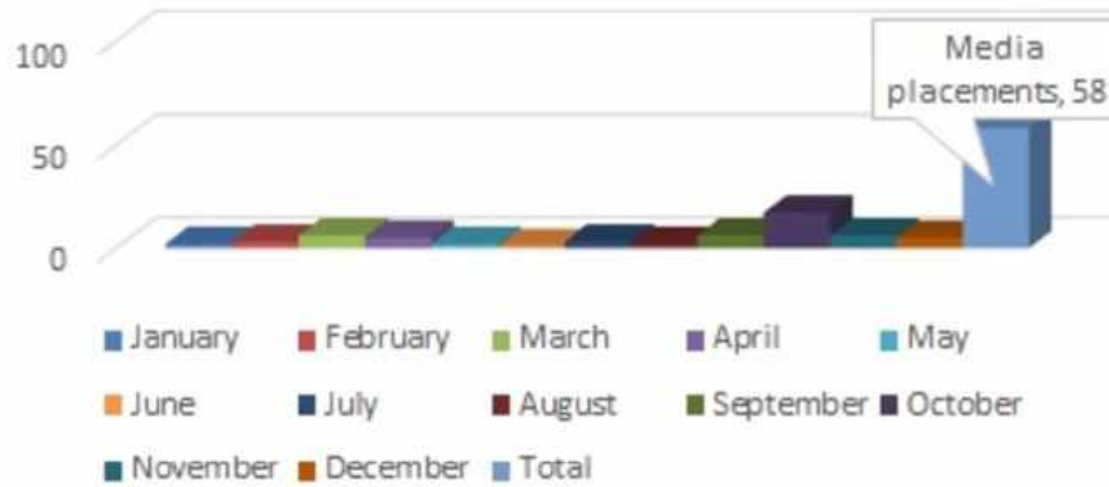 100
Media
placements, 58
50
0
January February March April May
June July August September October
November December Total